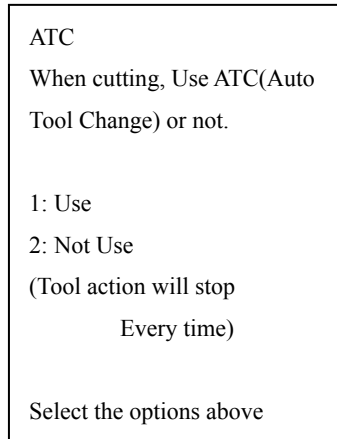 ATC
When cutting, Use ATC(Auto
Tool Change) or not.
1: Use
2: Not Use
(Tool action will stop
Every time)
Select the options above